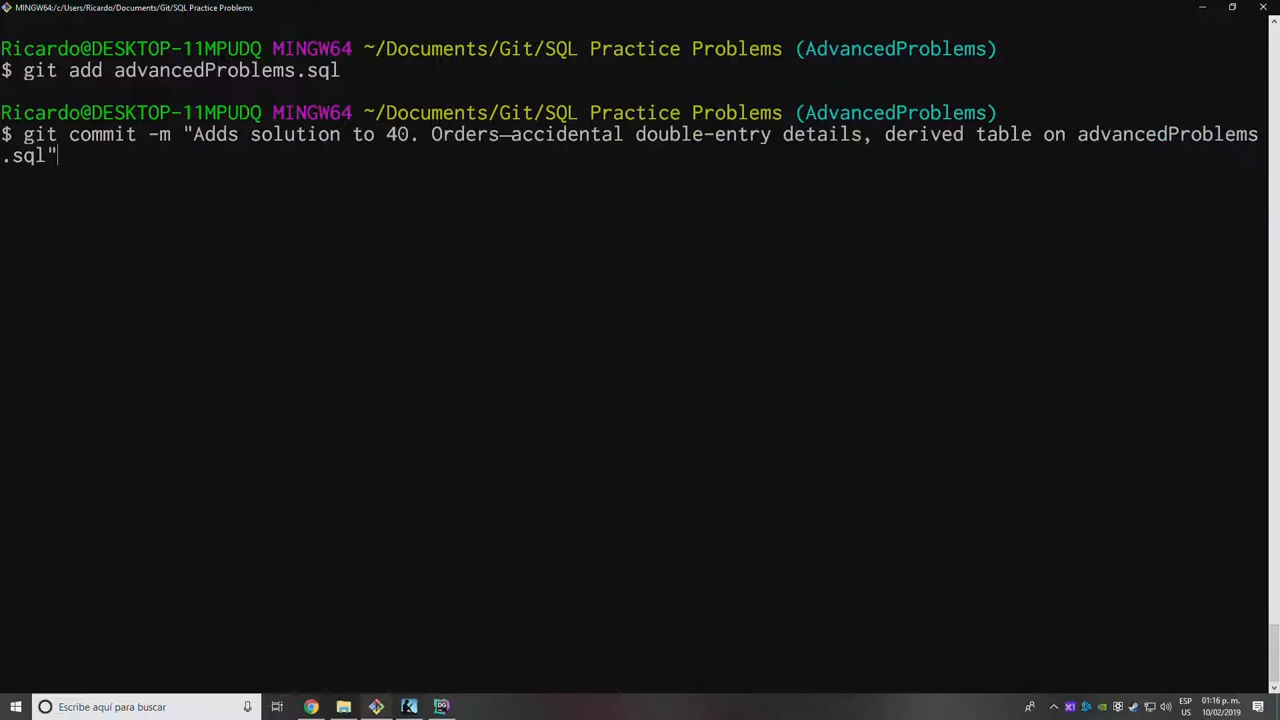 MINGW64:/c/Users/Ricardo/Documents/Git/SQL Practice Problems
Ricardo@DESKTOP-11MPUDQ MINGW64 ~/Documents/Git/SQL Practice Problems (AdvancedProblems)
$ git add advancedProblems.sql
Ricardo@DESKTOP-11MPUDQ MINGW64 ~/Documents/Git/SQL Practice Problems (AdvancedProblems)
$ git commit -m "Adds solution to 40. Orders—accidental double-entry details, derived table on advancedProblems
.sql"
Escribe aquí para buscar
ESP
US
01:16 p. m.
10/02/2019
DG